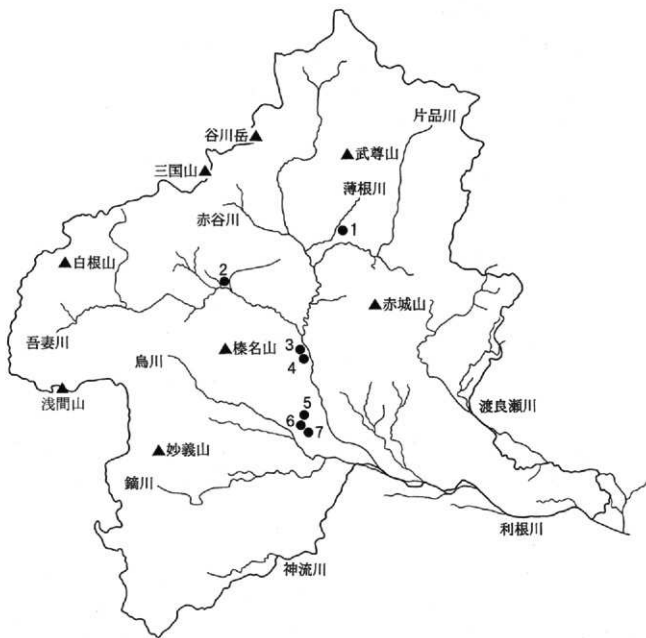 片品川
谷川岳
武尊山
三国山
薄根川
赤谷川
1
白根山
2
赤城山
吾妻川
3
榛名山
烏川
4
浅間山
5
渡良瀬川
6
7
妙義山
鏑川
利根川
神流川